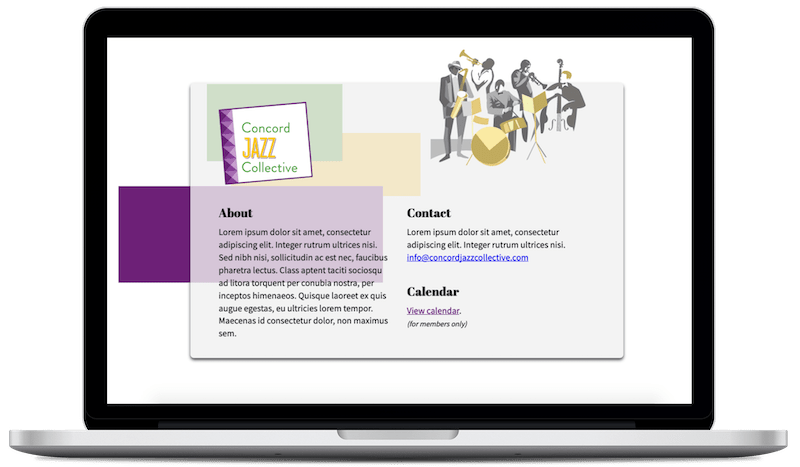 Concord
JAZZ
Collective
About
Lorem ipsum dolor sit amet, consectetur
adipiscing elit. Integer rutrum ultrices nisi.
Sed nibh nisi, sollicitudin ac est nec, faucibus
pharetra lectus. Class aptent taciti sociosqu
ad litora torquent per conubia nostra, per
inceptos himenaeos. Quisque laoreet ex quis
augue egestas, eu ultricies lorem tempor.
Maecenas id consectetur dolor, non maximus
sem.
Contact
Lorem ipsum dolor sit amet, consectetur
adipiscing elit. Integer rutrum ultrices nisi.
info@concordjazzcollective.com
Calendar
View calendar.
(for members only)